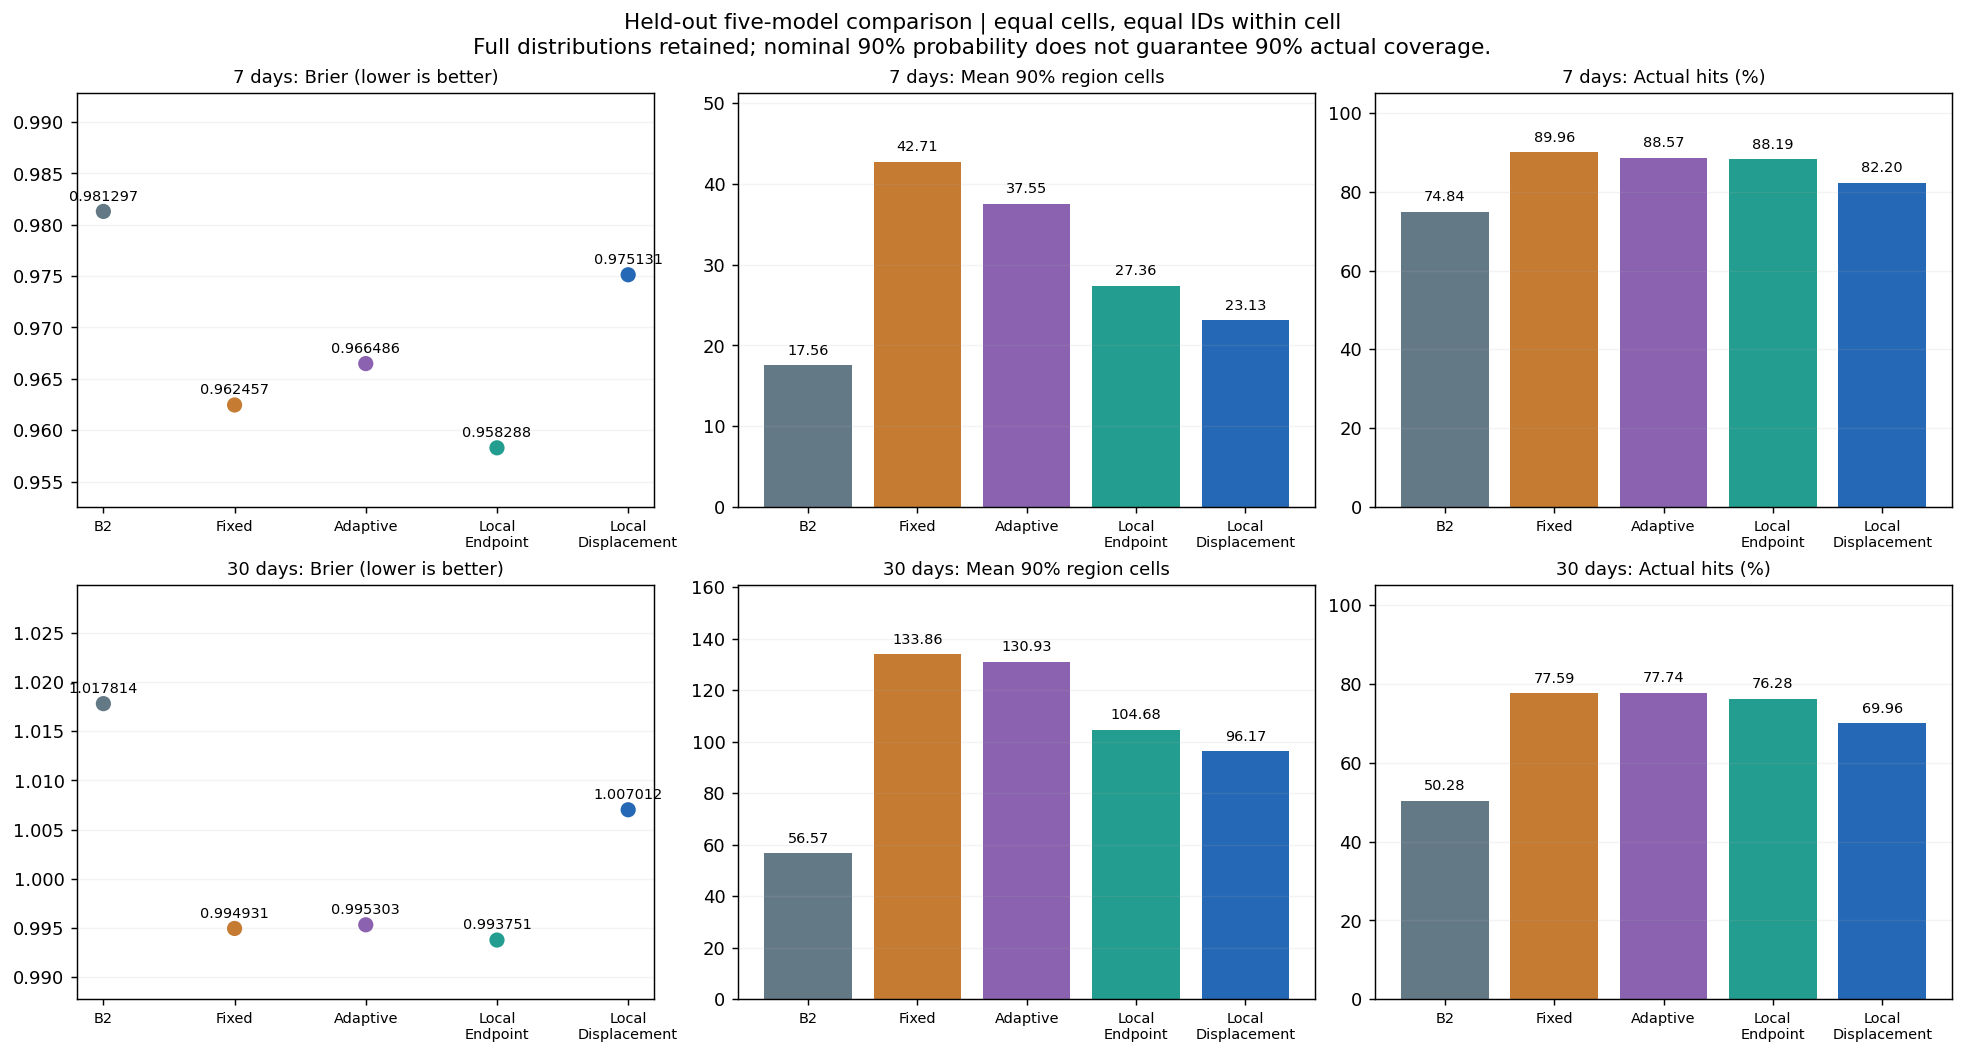 Held-out five-model comparison | equal cells, equal IDs within cell
Full distributions retained; nominal 90% probability does not guarantee 90% actual coverage.
7 days: Brier (lower is better)
0.990
0.985
0.980
0.975
0.970
0.965
0.960
0.955
0.981297
0.962457
0.966486
0.958288
0.975131
B2
Fixed
Adaptive
Local
Endpoint
Local
Displacement
7 days: Mean 90% region cells
50
40
30
20
10
0
17.56
42.71
37.55
27.36
23.13
B2
Fixed
Adaptive
Local
Endpoint
Local
Displacement
7 days: Actual hits (%)
100
80
60
40
20
0
74.84
89.96
88.57
88.19
82.20
B2
Fixed
Adaptive
Local
Endpoint
Local
Displacement
30 days: Brier (lower is better)
1.025
1.020
1.015
1.010
1.005
1.000
0.995
0.990
1.017814
0.994931
0.995303
0.993751
1.007012
B2
Fixed
Adaptive
Local
Endpoint
Local
Displacement
30 days: Mean 90% region cells
160
140
120
100
80
60
40
20
0
56.57
133.86
130.93
104.68
96.17
B2
Fixed
Adaptive
Local
Endpoint
Local
Displacement
30 days: Actual hits (%)
100
80
60
40
20
0
50.28
77.59
77.74
76.28
69.96
B2
Fixed
Adaptive
Local
Endpoint
Local
Displacement